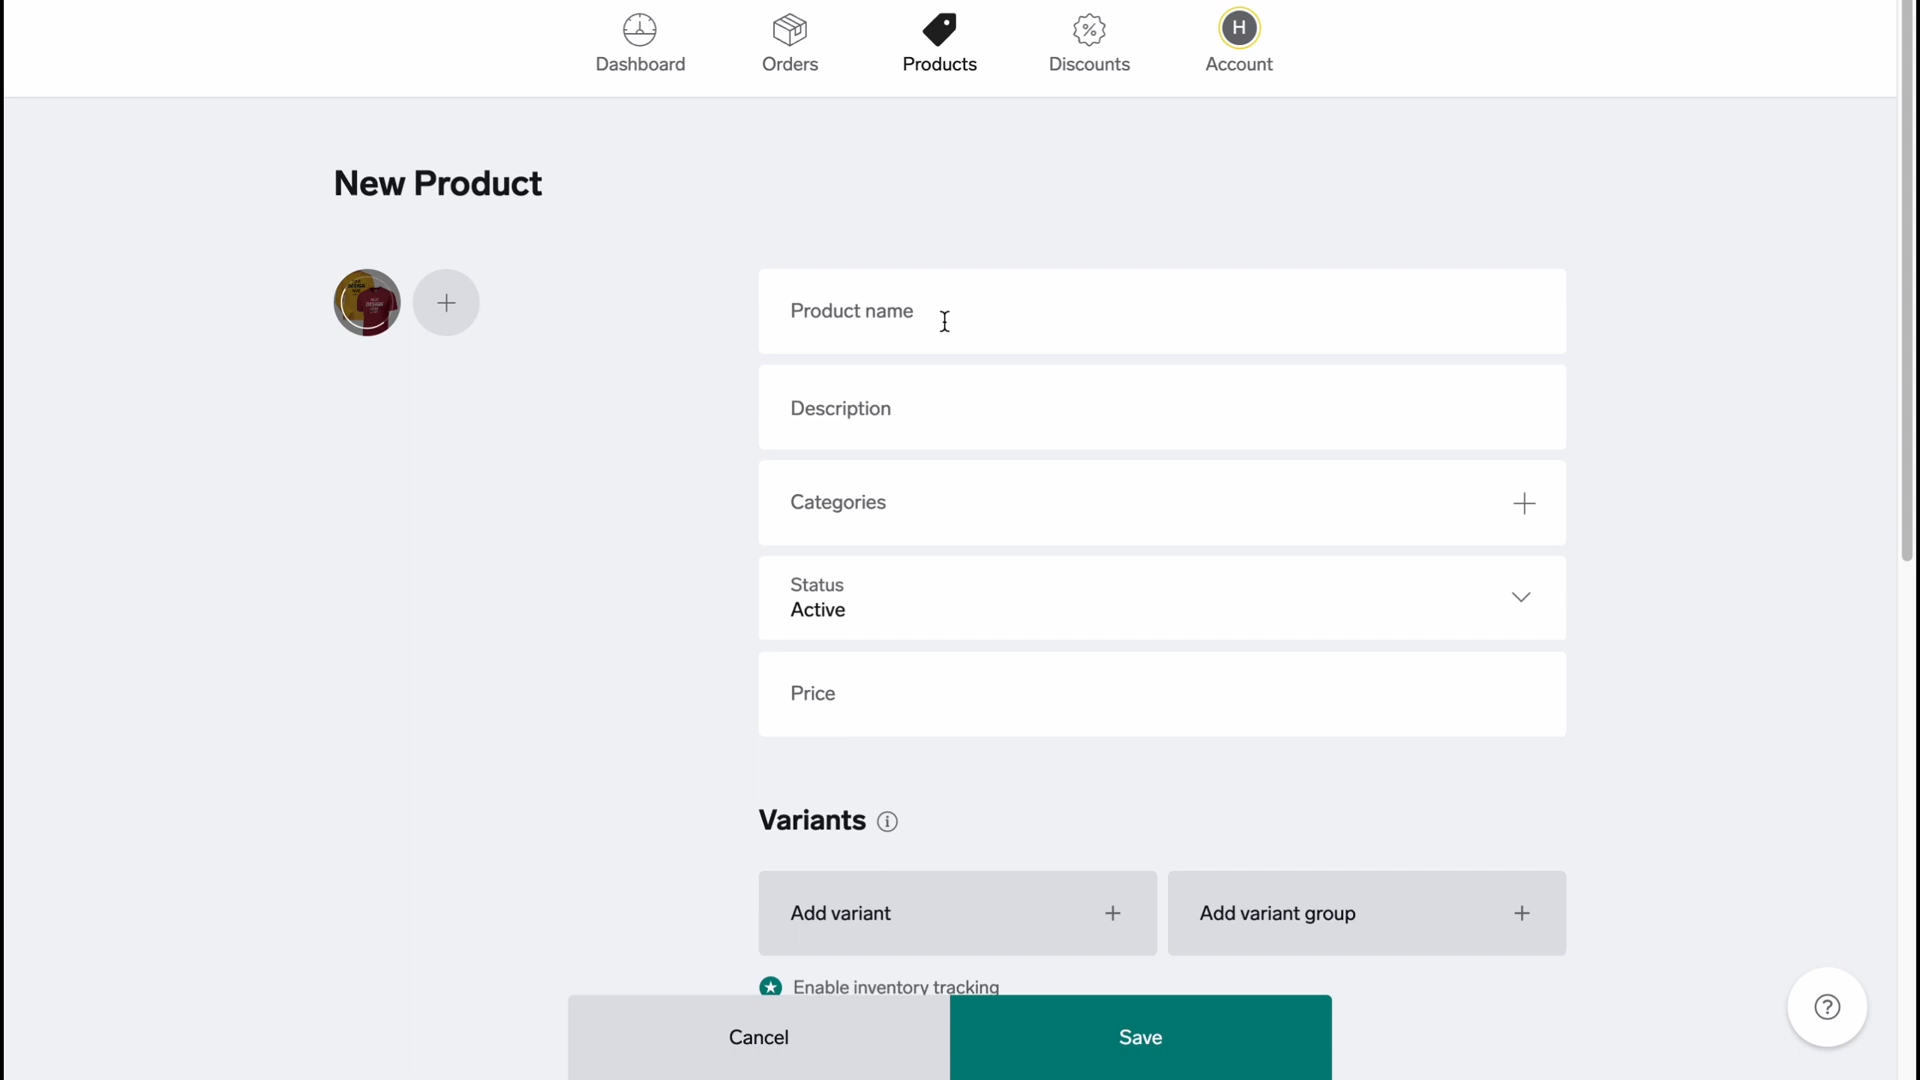 Dashboard
Orders
Products
Discounts
H
Account
New Product
Product name
Description
Categories
Status
Active
Price
Variants
Add variant
Add variant group
Enable inventory tracking
Cancel
Save